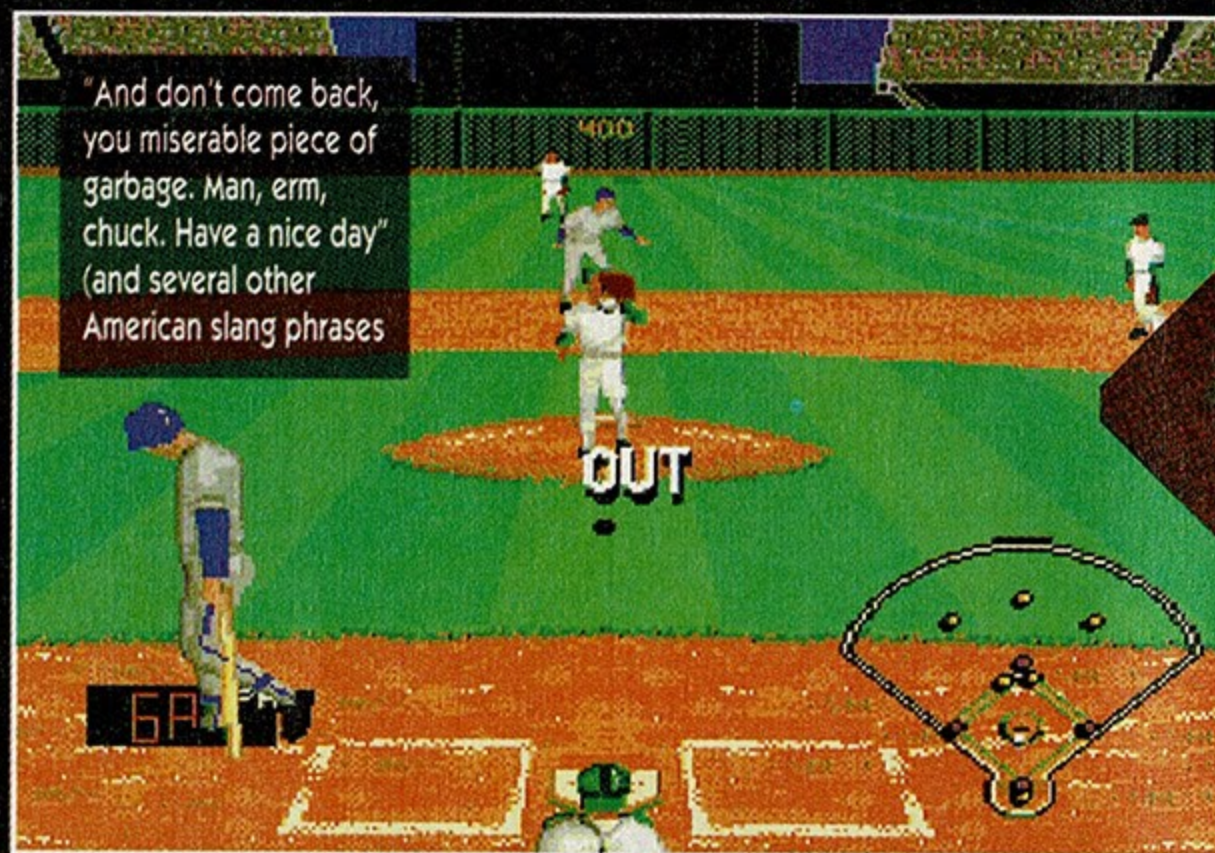 "And don't come back,
you miserable piece of
garbage. Man, erm,
chuck. Have a nice day"
(and several other
American slang phrases
400
OUT